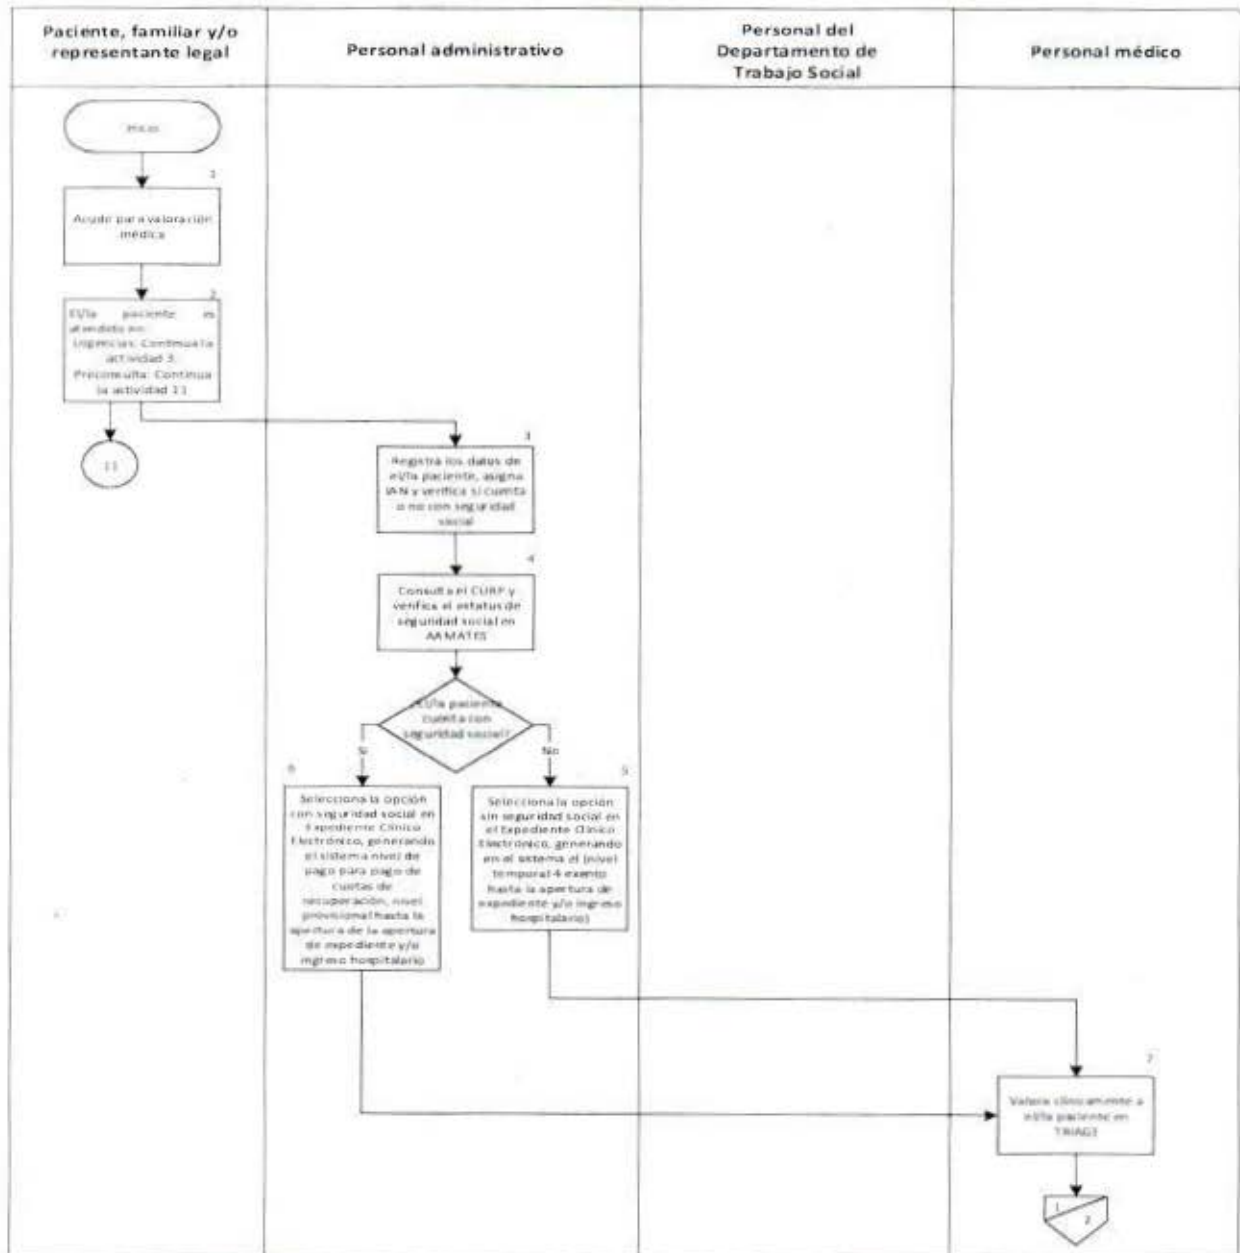 Paciente, familiar y/o
representante legal
Personal administrativo
Personal del
Departamento de
Trabajo Social
Personal médico
Inicio
1
Acude para valoración
médica
2
El/la paciente es
atendido en:
Urgencias: Continua la
actividad 3
Preconsulta: Continua
la actividad 11
11
3
Registra los datos de
el/la paciente, asigna
IAN y verifica si cuenta
o no con seguridad
social
4
Consulta el CURP y
verifica el estatus de
seguridad social en
AAMATES
¿El/la paciente
cuenta con
seguridad social?
Si
No
6
5
Selecciona la opción
con seguridad social en
Expediente Clínico
Electrónico, generando
el sistema nivel de
pago para pago de
cuotas de
recuperación, nivel
provisional hasta la
apertura de la apertura
de expediente y/o
ingreso hospitalario
Selecciona la opción
sin seguridad social en
el Expediente Clínico
Electrónico, generando
en el sistema el (nivel
temporal 4 exento
hasta la apertura de
expediente y/o ingreso
hospitalario)
7
Valora clínicamente a
el/la paciente en
TRIAGE
1
2